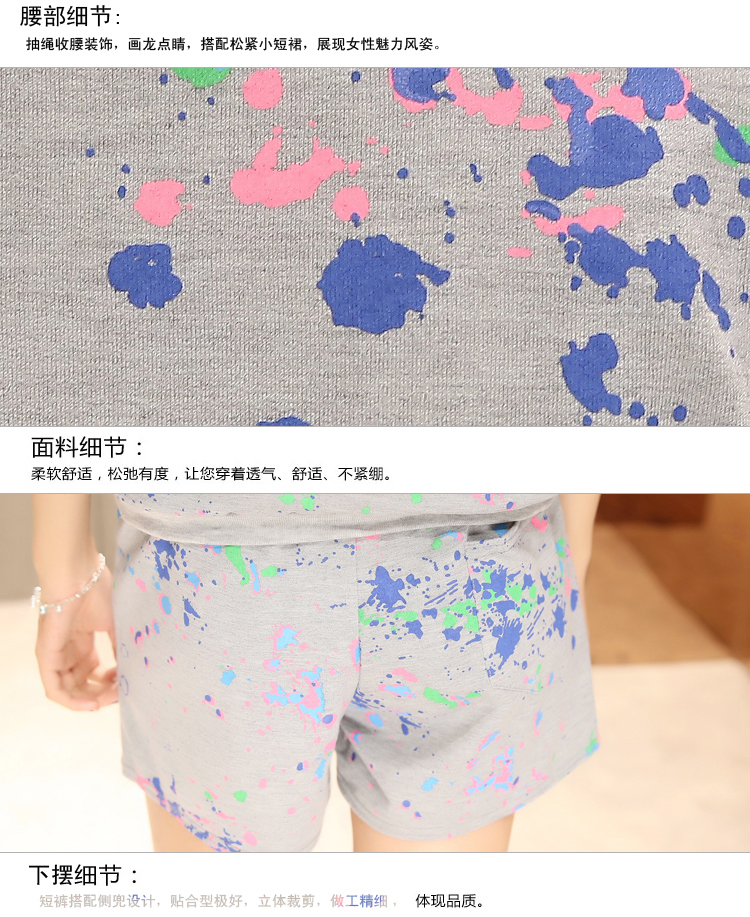 腰部细节:
抽绳收腰装饰，画龙点睛，搭配松紧小短裙，展现女性魅力风姿。
面料细节：
柔软舒适，松弛有度，让您穿着透气、舒适、不紧绷。
下摆细节：
短裤搭配侧兜设计，贴合型极好，立体裁剪，做工精细，体现品质。